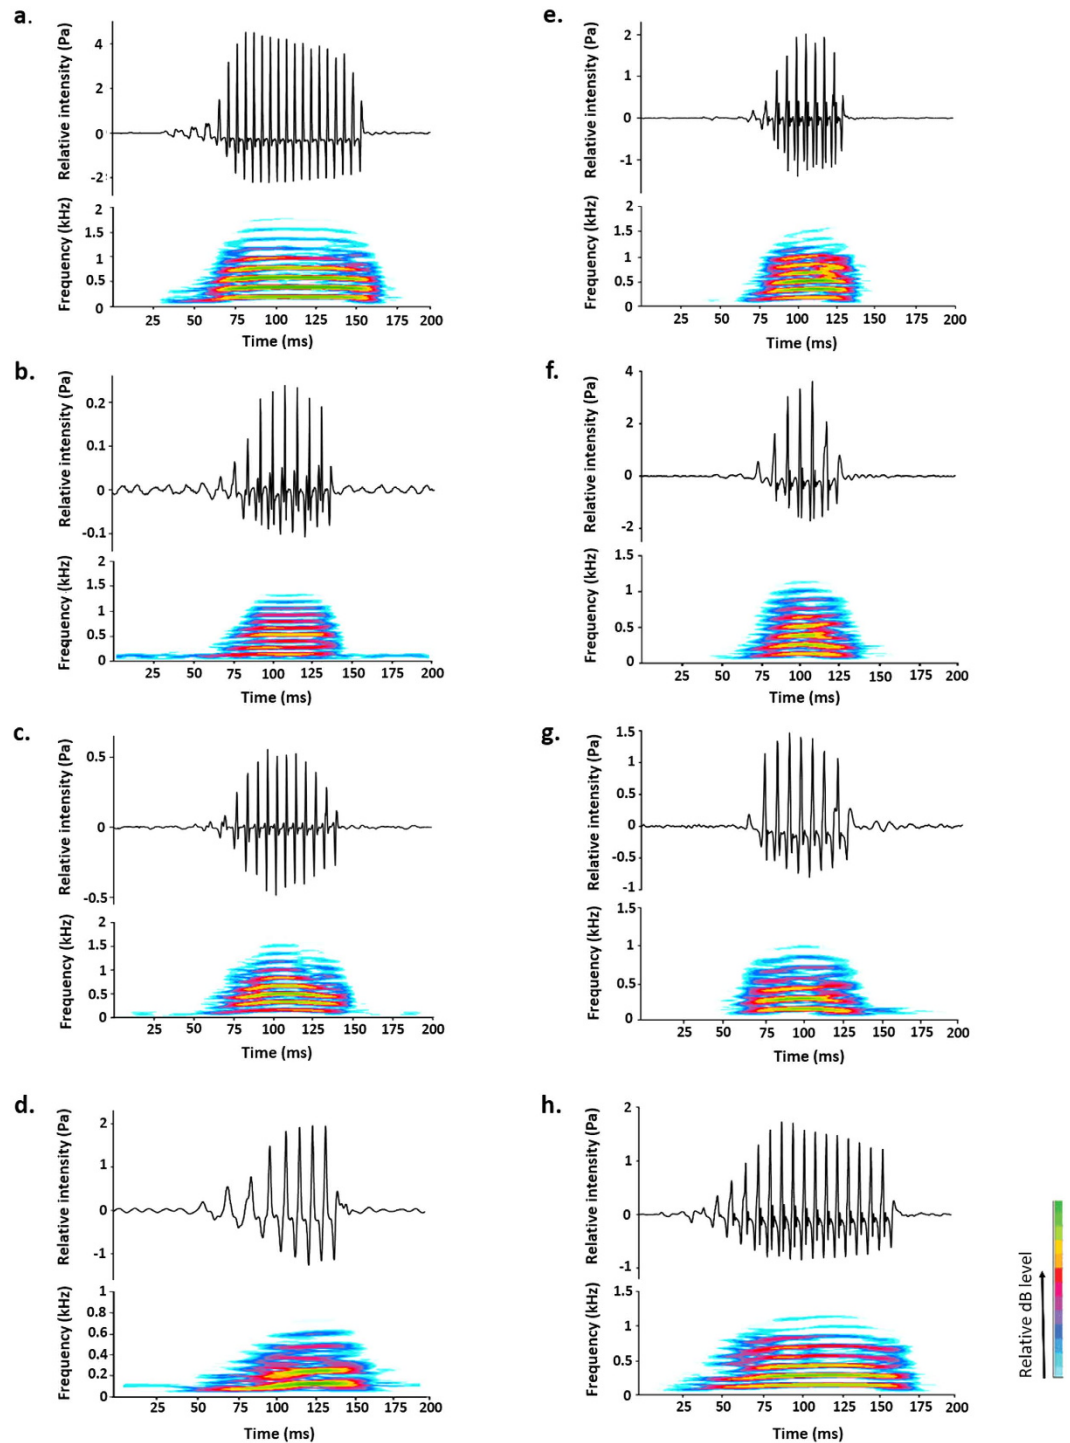 a.
Relative intensity (Pa)
4
2
0
-2
Frequency (kHz)
2
1.5
1
0.5
0
25 50 75 100 125 150 175 200
Time (ms)
b.
Relative intensity (Pa)
0.2
0.1
0
-0.1
Frequency (kHz)
2
1.5
1
0.5
0
25 50 75 100 125 150 175 200
Time (ms)
c.
Relative intensity (Pa)
0.5
0
-0.5
Frequency (kHz)
2
1.5
1
0.5
0
25 50 75 100 125 150 175 200
Time (ms)
d.
Relative intensity (Pa)
2
1
0
-1
Frequency (kHz)
1
0.8
0.6
0.4
0.2
0
25 50 75 100 125 150 175 200
Time (ms)
e.
Relative intensity (Pa)
2
1
0
-1
Frequency (kHz)
2
1.5
1
0.5
0
25 50 75 100 125 150 175 200
Time (ms)
f.
Relative intensity (Pa)
4
2
0
-2
Frequency (kHz)
1.5
1
0.5
0
25 50 75 100 125 150 175 200
Time (ms)
g.
Relative intensity (Pa)
1.5
1
0.5
0
-0.5
-1
Frequency (kHz)
1.5
1
0.5
0
25 50 75 100 125 150 175 200
Time (ms)
h.
Relative intensity (Pa)
2
1
0
-1
Frequency (kHz)
1.5
1
0.5
0
25 50 75 100 125 150 175 200
Time (ms)
Relative dB level